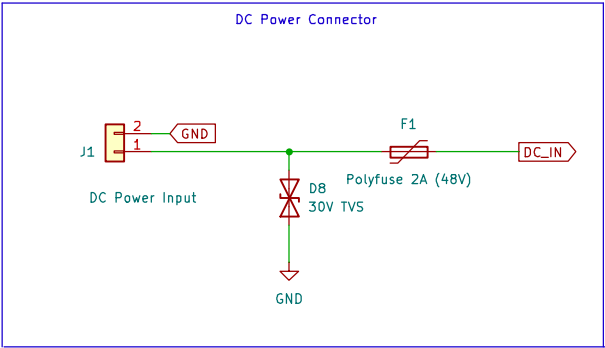 DC Power Connector
2
GND
1
J1
DC Power Input
F1
DC_IN
Polyfuse 2A (48V)
D8
30V TVS
GND